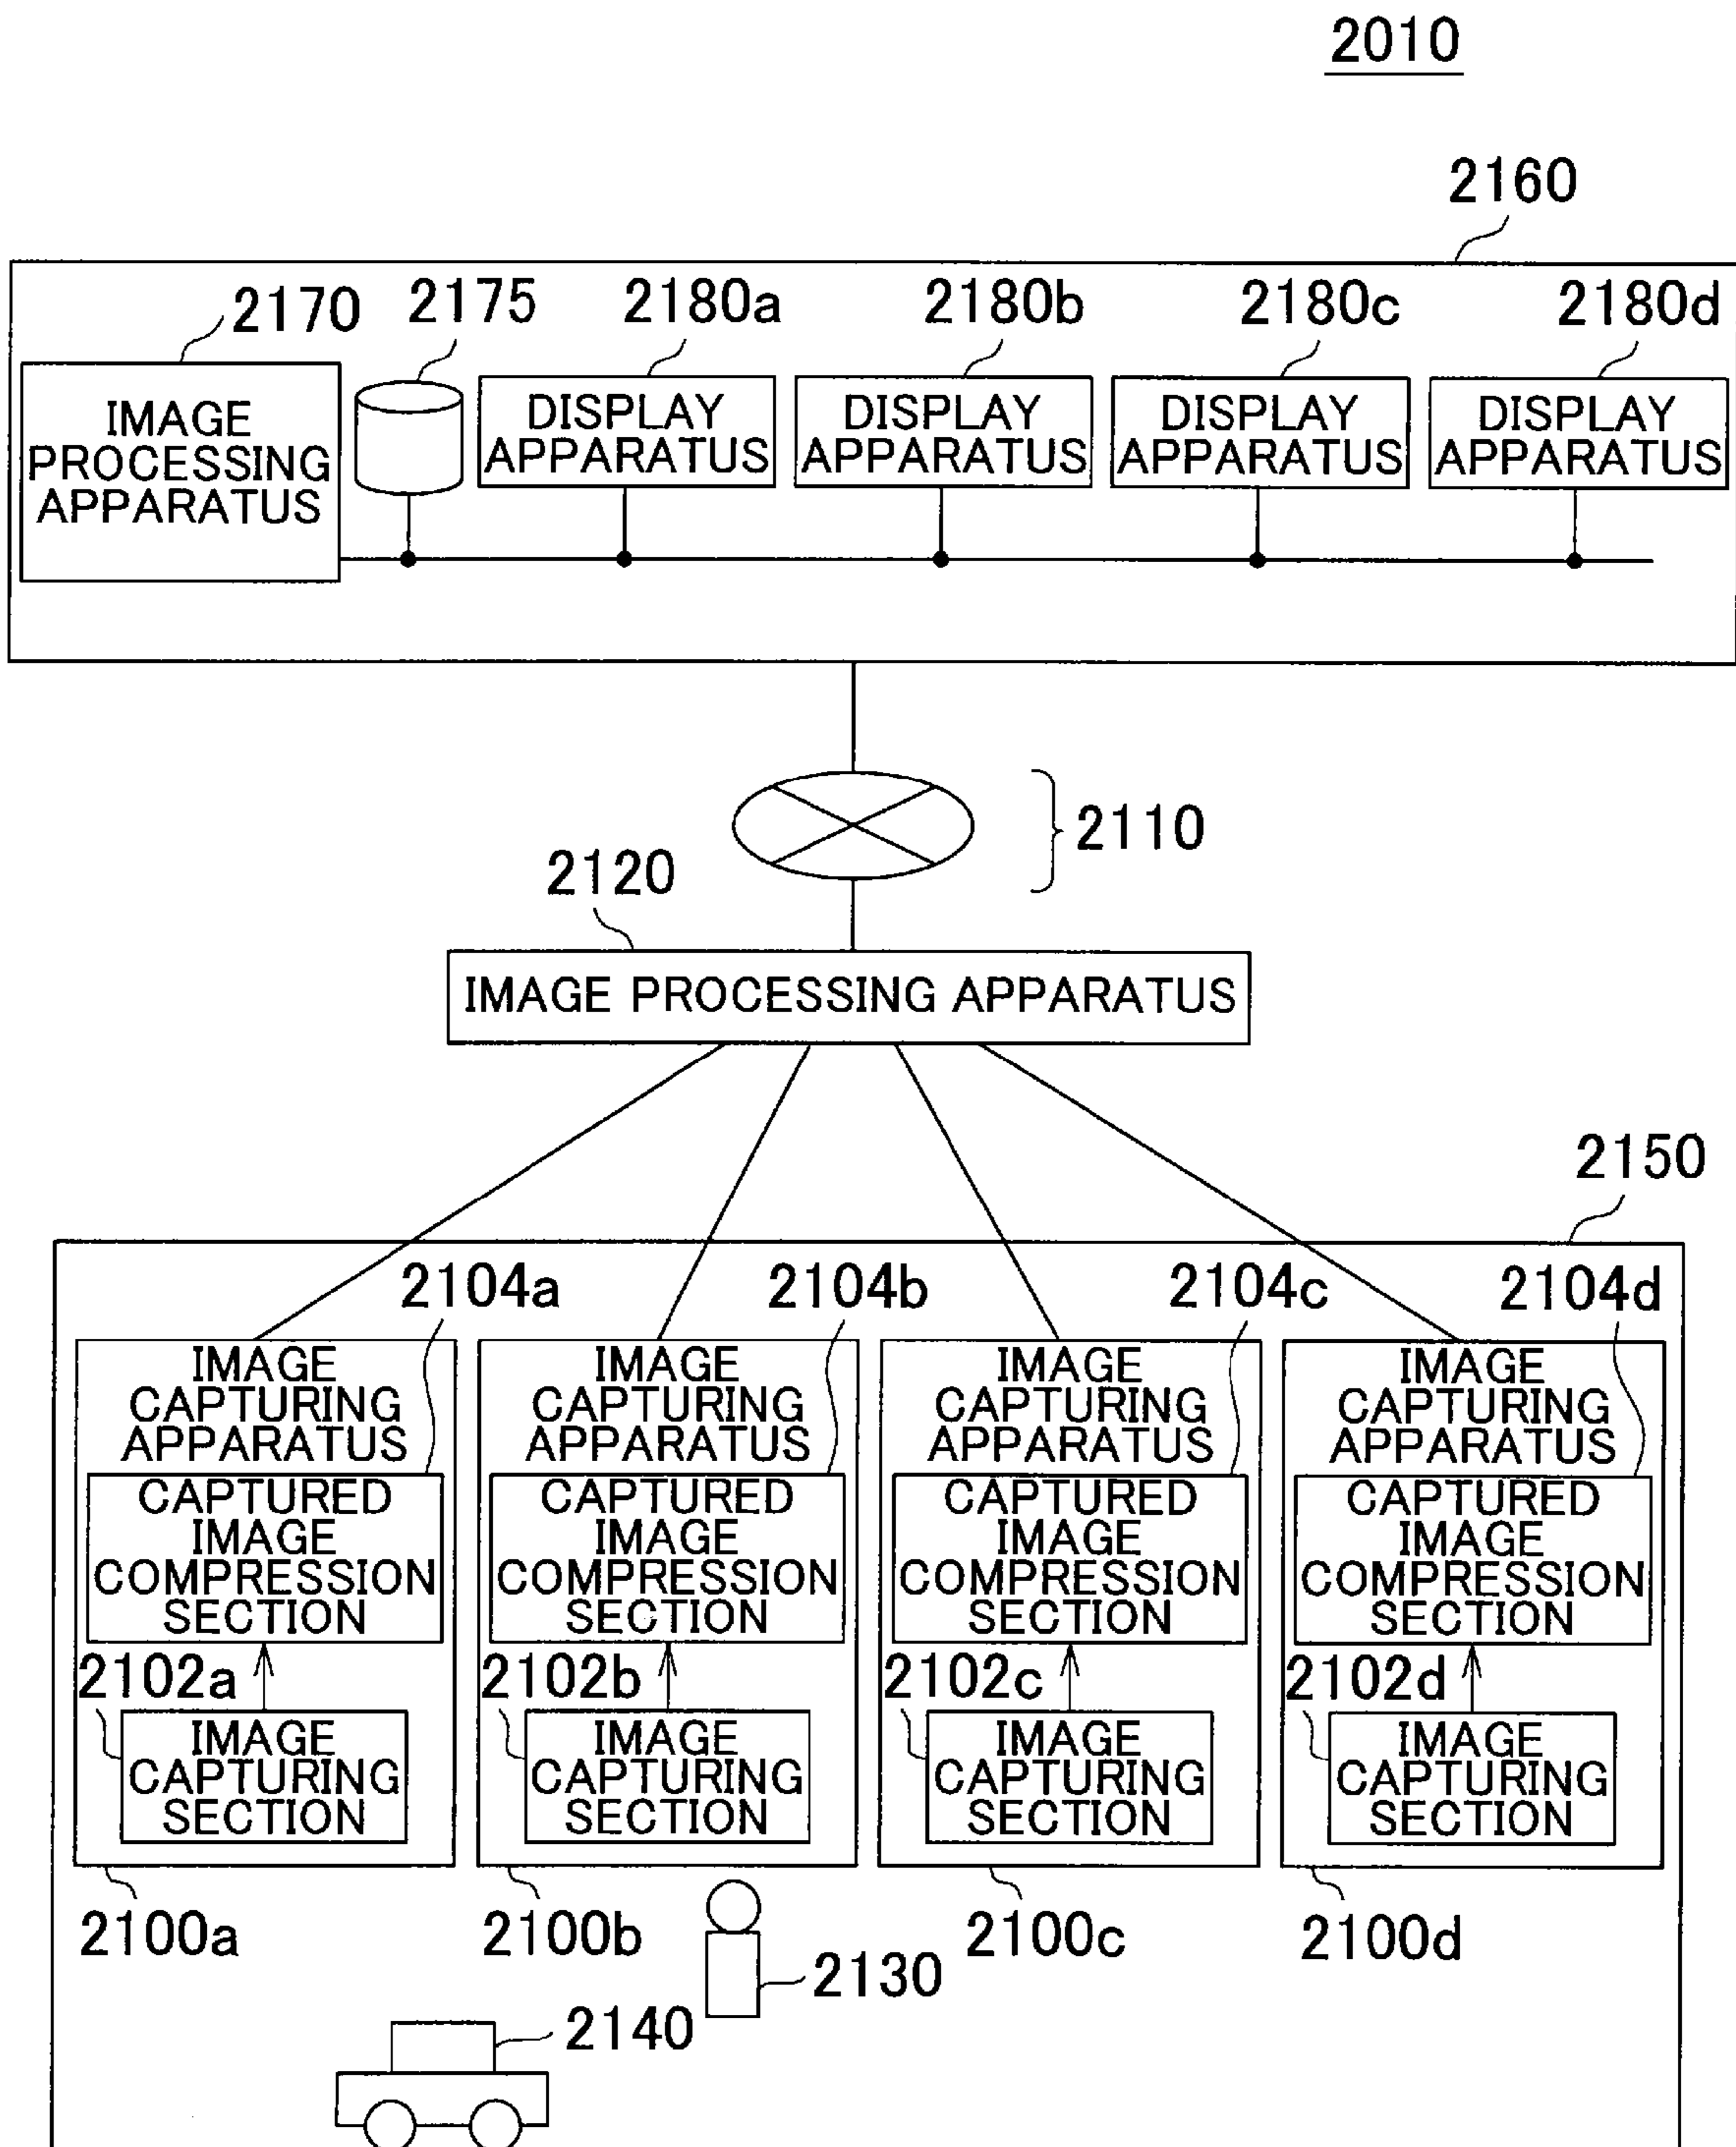 2010
2160
2170
2175
2180a
2180b
2180c
2180d
IMAGE
PROCESSING
APPARATUS
DISPLAY
APPARATUS
DISPLAY
APPARATUS
DISPLAY
APPARATUS
DISPLAY
APPARATUS
2110
2120
IMAGE PROCESSING APPARATUS
2150
2104a
2104b
2104c
2104d
IMAGE
CAPTURING
APPARATUS
CAPTURED
IMAGE
COMPRESSION
SECTION
2102a
IMAGE
CAPTURING
SECTION
2100a
IMAGE
CAPTURING
APPARATUS
CAPTURED
IMAGE
COMPRESSION
SECTION
2102b
IMAGE
CAPTURING
SECTION
2100b
IMAGE
CAPTURING
APPARATUS
CAPTURED
IMAGE
COMPRESSION
SECTION
2102c
IMAGE
CAPTURING
SECTION
2100c
IMAGE
CAPTURING
APPARATUS
CAPTURED
IMAGE
COMPRESSION
SECTION
2102d
IMAGE
CAPTURING
SECTION
2100d
2130
2140